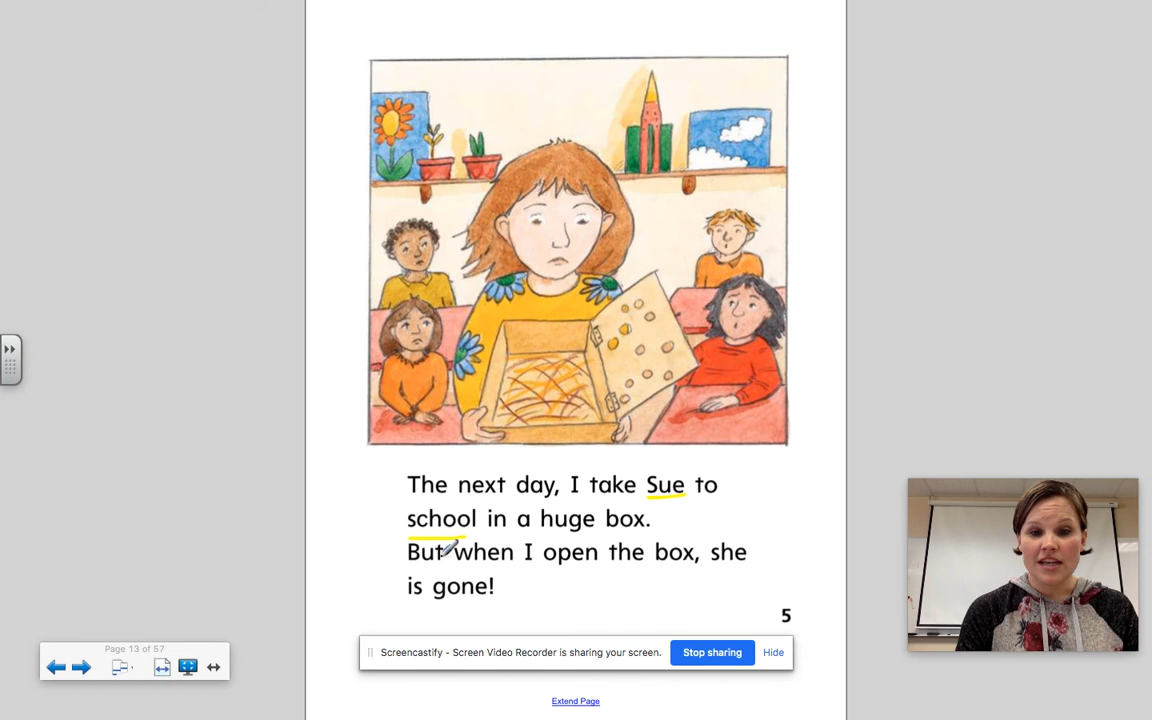 The next day, I take Sue to
school in a huge box.
But when I open the box, she
is gone!
5
Page 13 of 57
Screencastify - Screen Video Recorder is sharing your screen.
Stop sharing
Hide
Extend Page